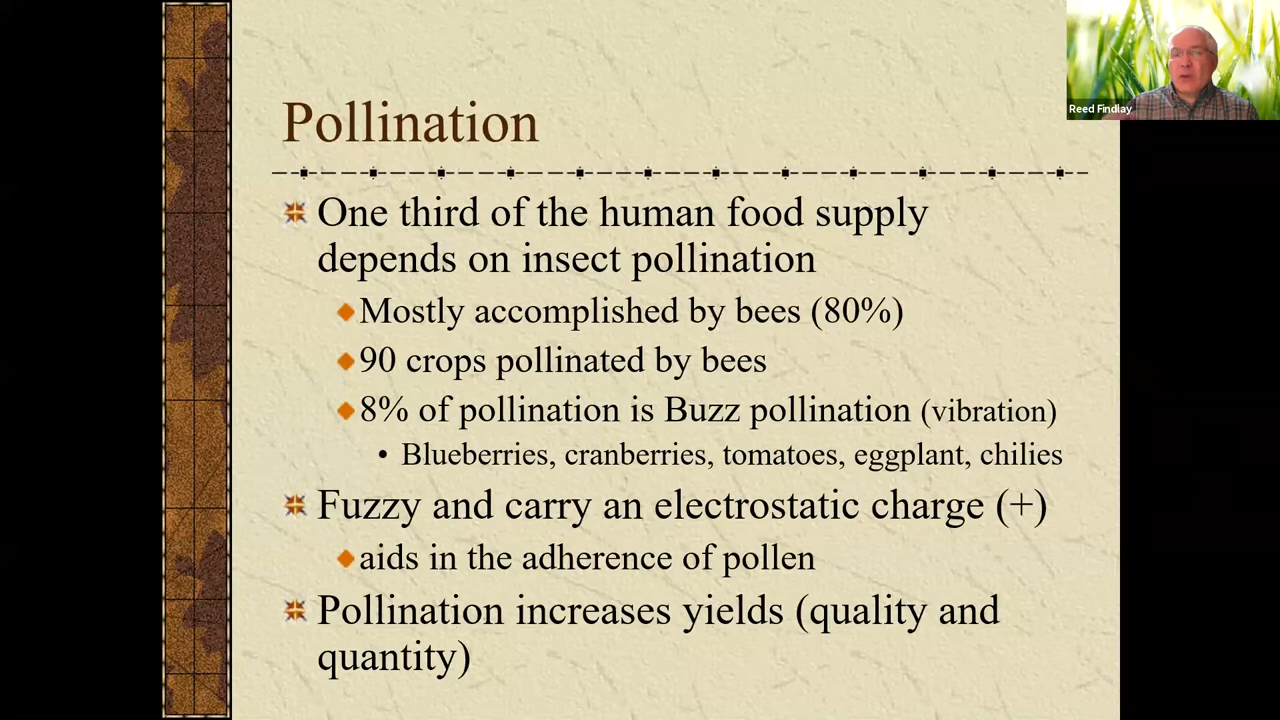 Reed Findlay
Pollination
One third of the human food supply
depends on insect pollination
Mostly accomplished by bees (80%)
90 crops pollinated by bees
8% of pollination is Buzz pollination (vibration)
• Blueberries, cranberries, tomatoes, eggplant, chilies
Fuzzy and carry an electrostatic charge (+)
aids in the adherence of pollen
Pollination increases yields (quality and
quantity)